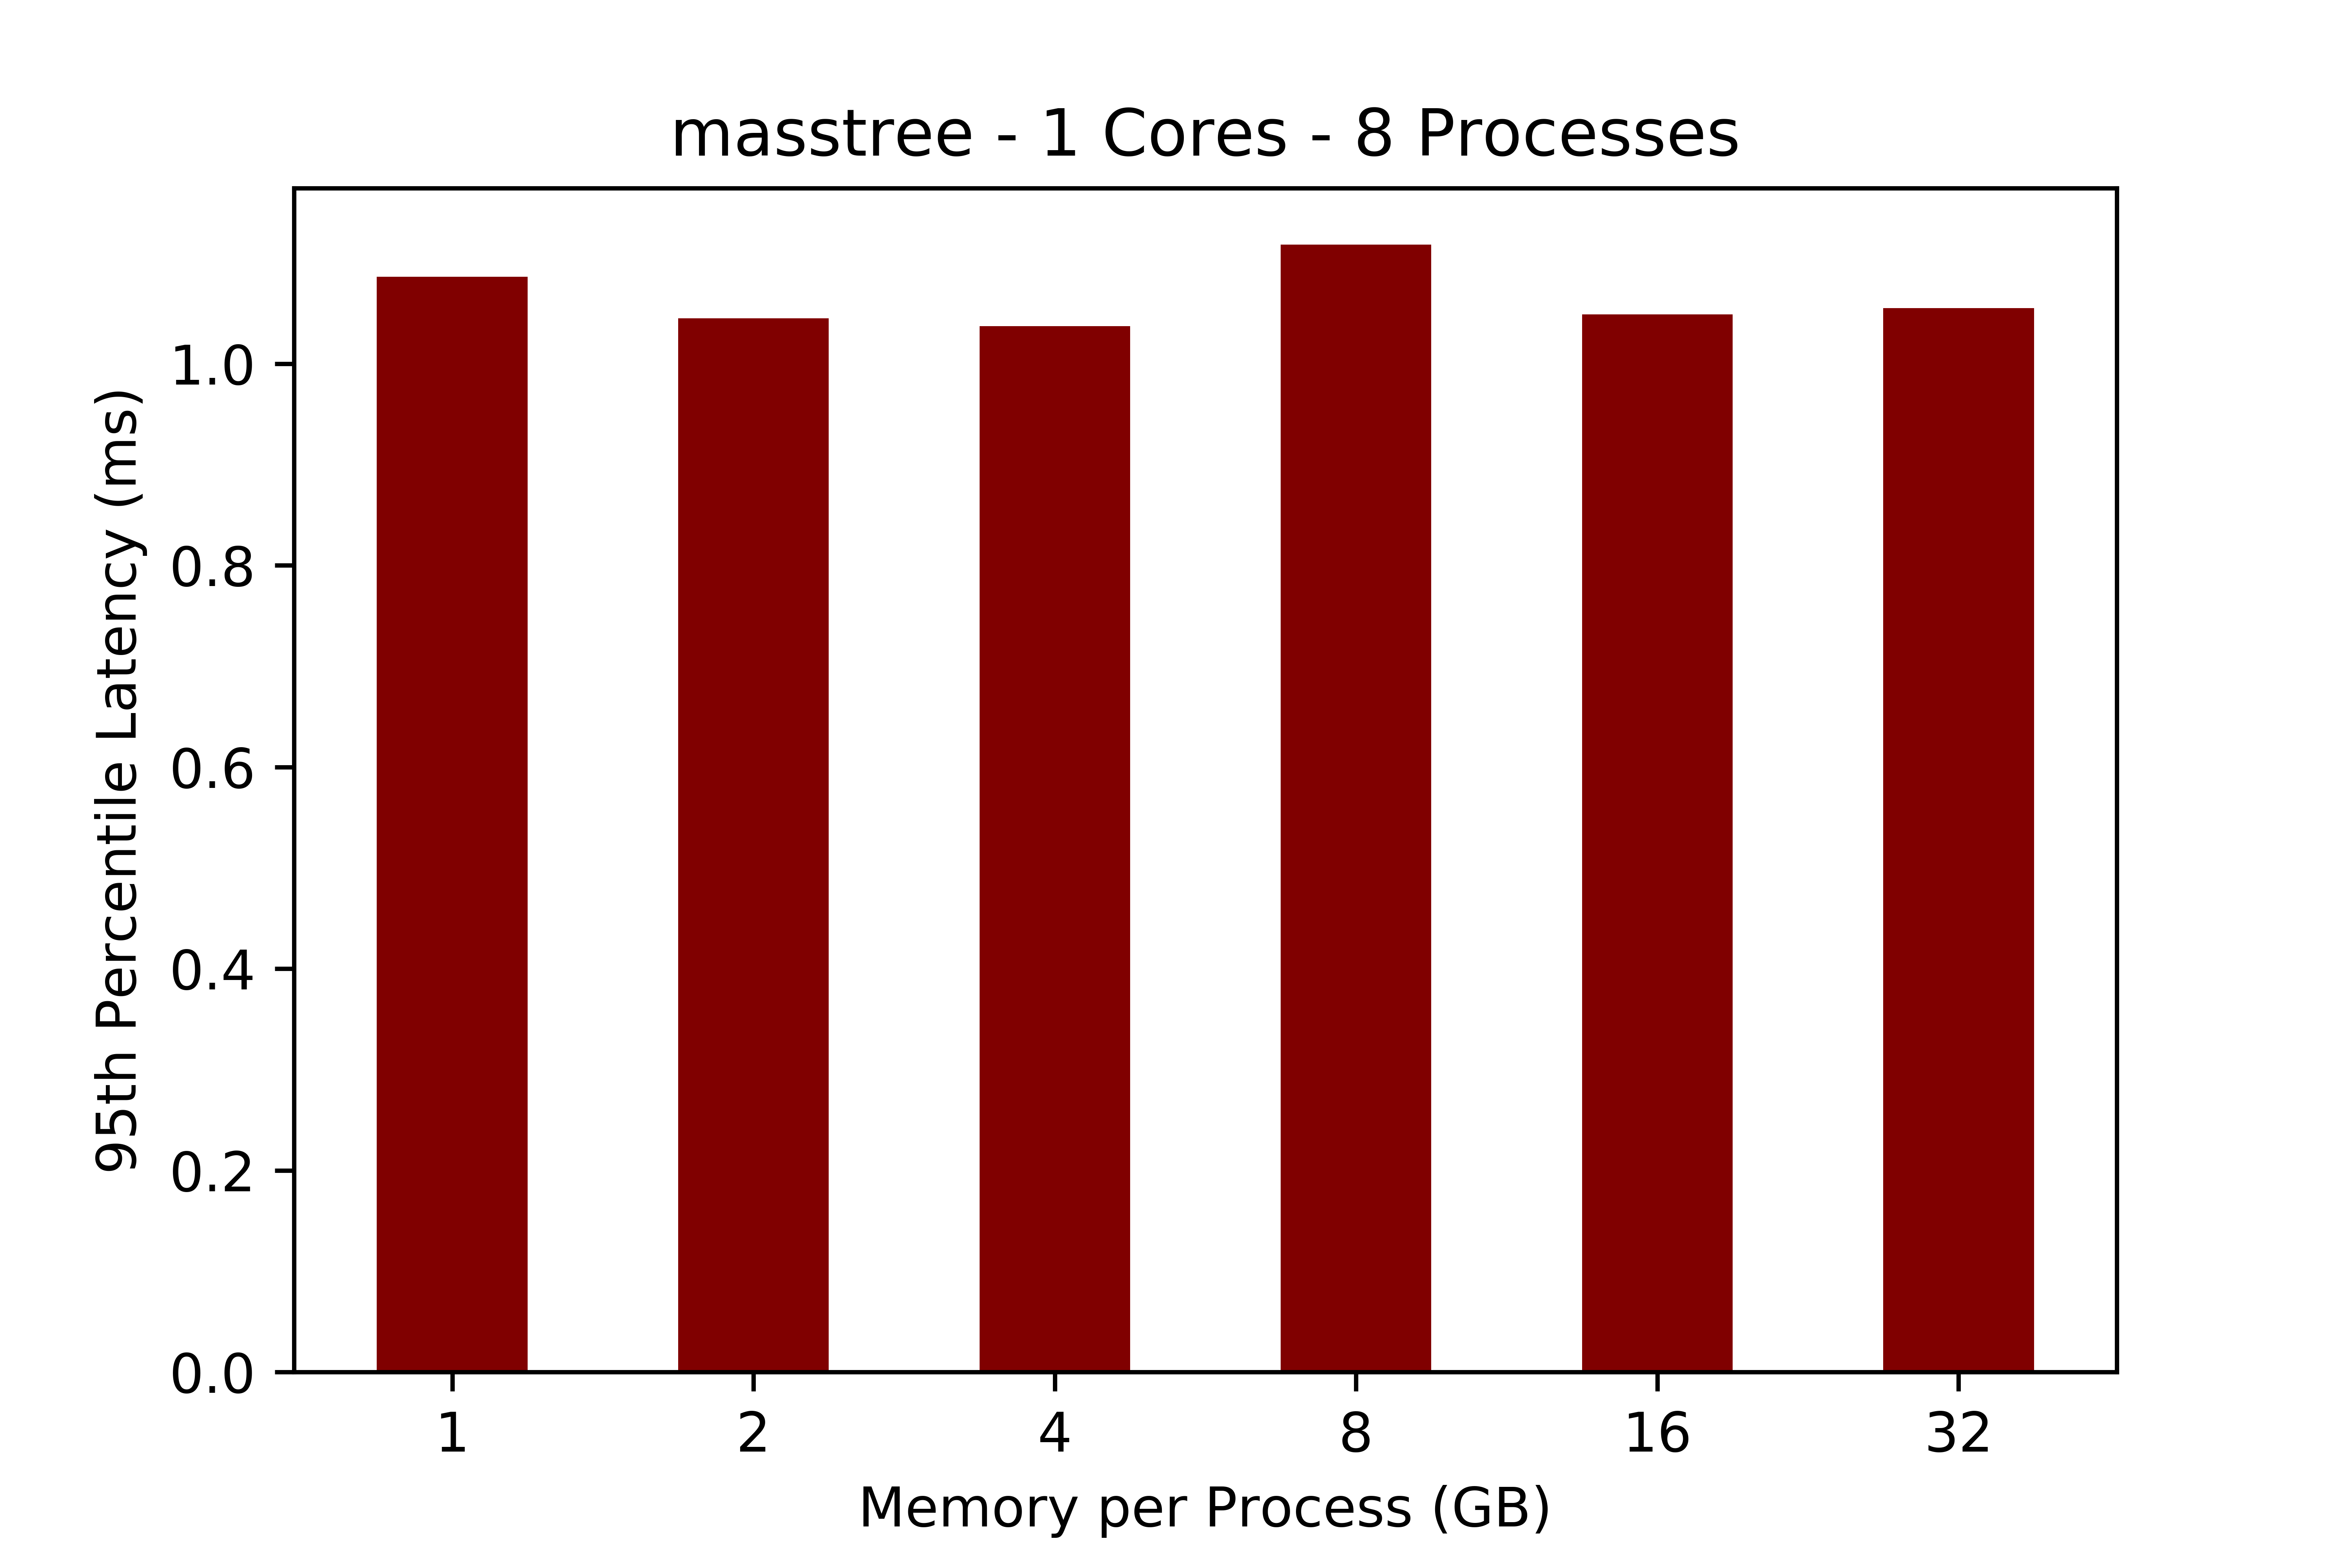 masstree - 1 Cores - 8 Processes
95th Percentile Latency (ms)
1.0
0.8
0.6
0.4
0.2
0.0
1 2 4 8 16 32
Memory per Process (GB)